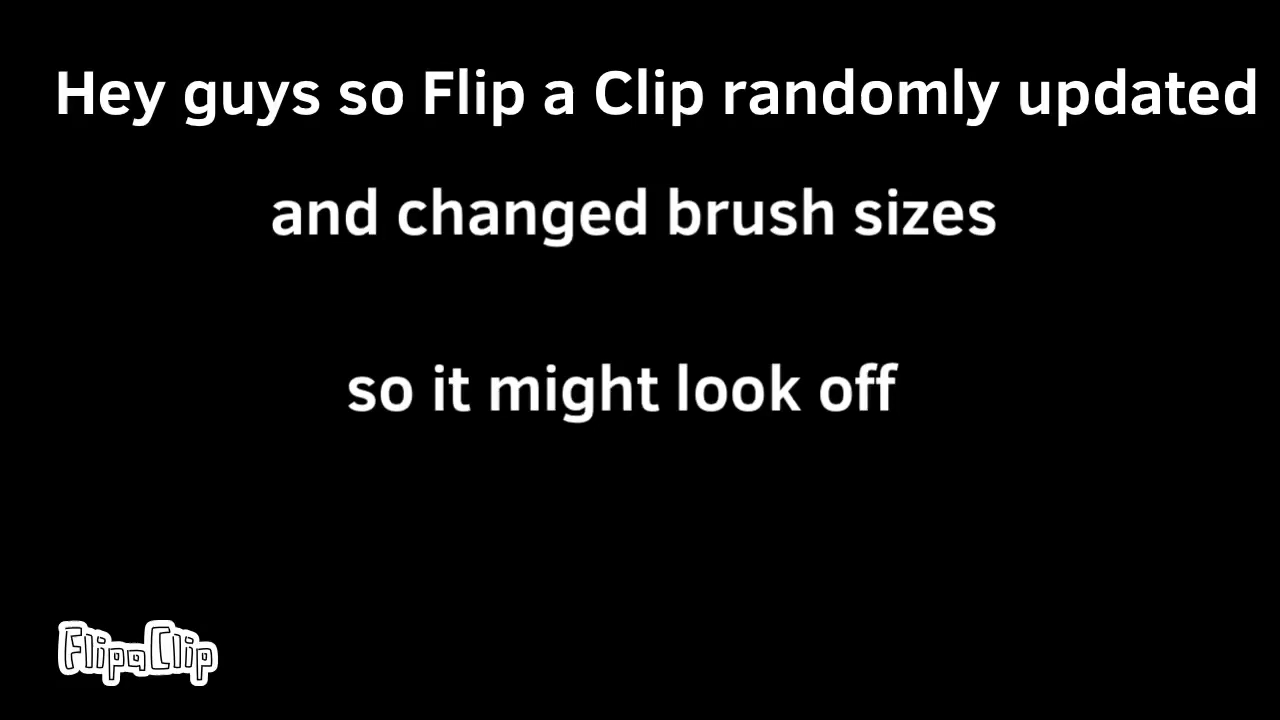 Hey guys so Flip a Clip randomly updated
and changed brush sizes
so it might look off
FlipaClip